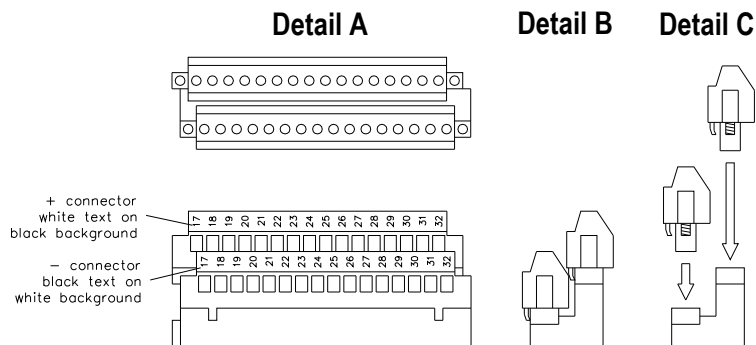 Detail A
Detail B
Detail C
+ connector
white text on
black background
17 18 19 20 21 22 23 24 25 26 27 28 29 30 31 32
- connector
black text on
white background
17 18 19 20 21 22 23 24 25 26 27 28 29 30 31 32